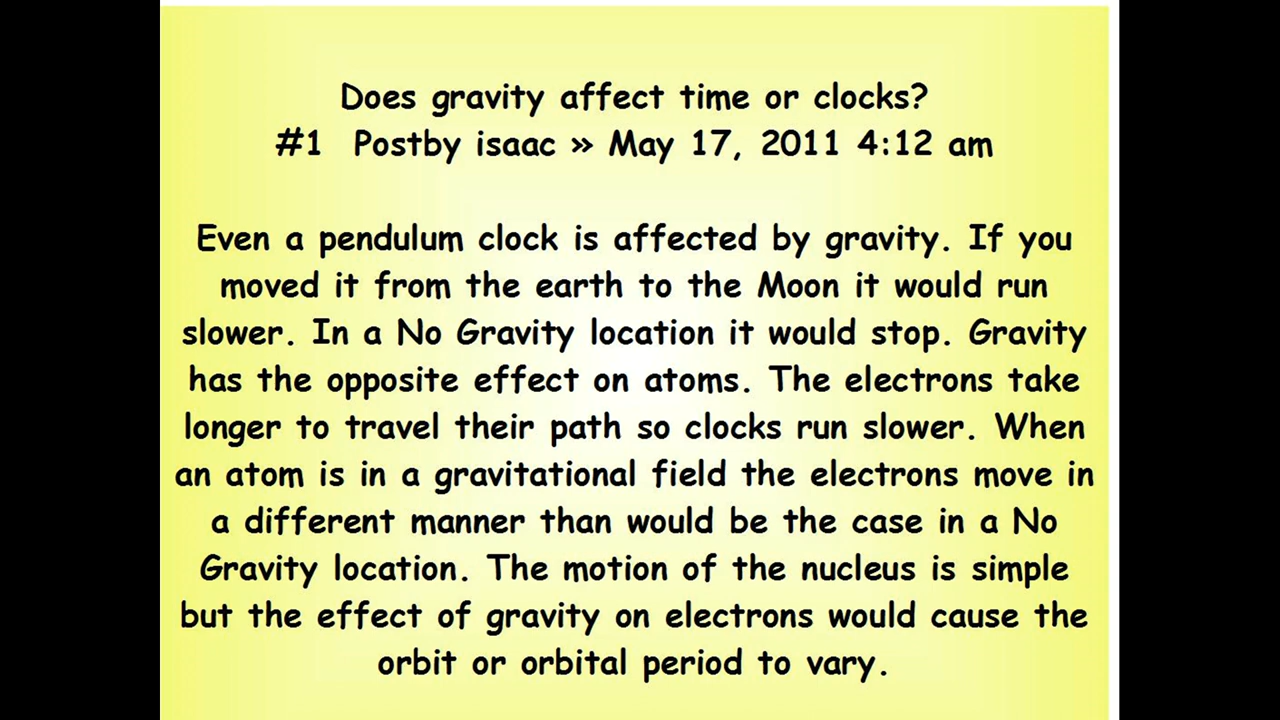 Does gravity affect time or clocks?
#1 Postby isaac » May 17, 2011 4:12 am
Even a pendulum clock is affected by gravity. If you
moved it from the earth to the Moon it would run
slower. In a No Gravity location it would stop. Gravity
has the opposite effect on atoms. The electrons take
longer to travel their path so clocks run slower. When
an atom is in a gravitational field the electrons move in
a different manner than would be the case in a No
Gravity location. The motion of the nucleus is simple
but the effect of gravity on electrons would cause the
orbit or orbital period to vary.